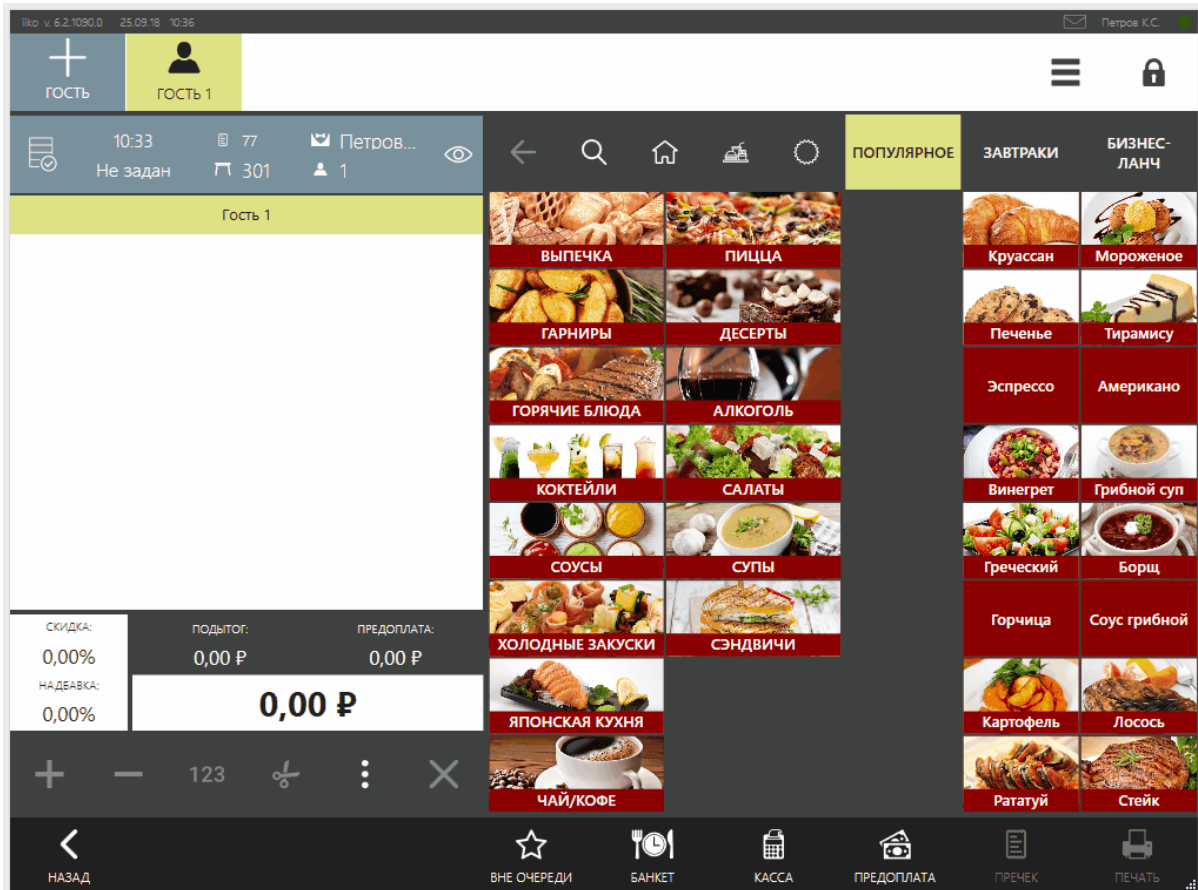 iiko v. 6.2.1090.0 25.09.18 10:36 Петров К.С.
ГОСТЬ ГОСТЬ 1
10:33 77 Петров...
Не задан 301 1
ПОПУЛЯРНОЕ ЗАВТРАКИ БИЗНЕС-
ЛАНЧ
Гость 1
ВЫПЕЧКА ПИЦЦА Круассан Мороженое
ГАРНИРЫ ДЕСЕРТЫ Печенье Тирамису
Эспрессо Американо
ГОРЯЧИЕ БЛЮДА АЛКОГОЛЬ
КОКТЕЙЛИ САЛАТЫ Винегрет Грибной суп
СОУСЫ СУПЫ Греческий Борщ
Горчица Соус грибной
ХОЛОДНЫЕ ЗАКУСКИ СЭНДВИЧИ
ЯПОНСКАЯ КУХНЯ Картофель Лосось
ЧАЙ/КОФЕ Рататуй Стейк
СКИДКА: ПОДЫТОГ: ПРЕДОПЛАТА:
0,00% 0,00 ₽ 0,00 ₽
НАДБАВКА:
0,00% 0,00 ₽
123
НАЗАД ВНЕ ОЧЕРЕДИ БАНКЕТ КАССА ПРЕДОПЛАТА ПРЕЧЕК ПЕЧАТЬ